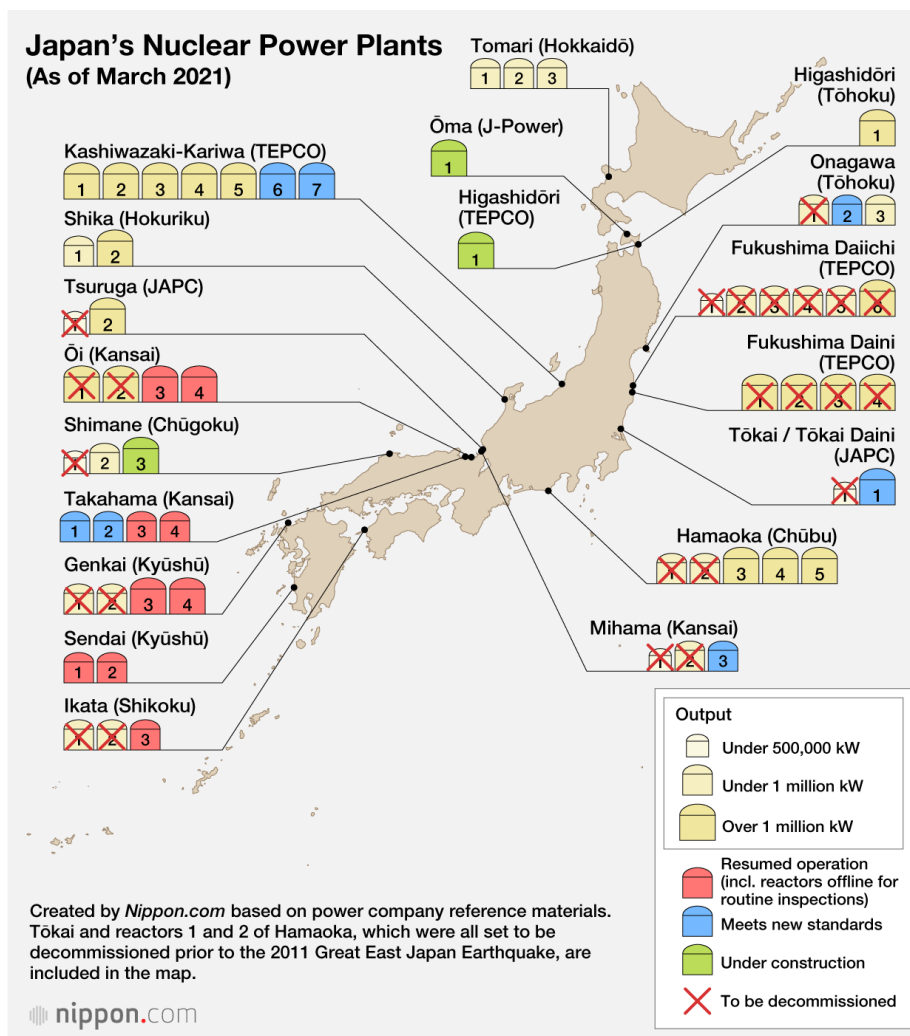 Japan's Nuclear Power Plants
(As of March 2021)
Tomari (Hokkaidō)
1 2 3
Higashidōri
(Tōhoku)
1
Ōma (J-Power)
1
Kashiwazaki-Kariwa (TEPCO)
1 2 3 4 5 6 7
Onagawa
(Tōhoku)
1 2 3
Higashidōri
(TEPCO)
1
Shika (Hokuriku)
1 2
Fukushima Daiichi
(TEPCO)
1 2 3 4 5 6
Tsuruga (JAPC)
1 2
Fukushima Daini
(TEPCO)
1 2 3 4
Ōi (Kansai)
1 2 3 4
Shimane (Chūgoku)
1 2 3
Tōkai / Tōkai Daini
(JAPC)
1 1
Takahama (Kansai)
1 2 3 4
Hamaoka (Chūbu)
1 2 3 4 5
Genkai (Kyūshū)
1 2 3 4
Mihama (Kansai)
1 2 3
Sendai (Kyūshū)
1 2
Ikata (Shikoku)
1 2 3
Output
Under 500,000 kW
Under 1 million kW
Over 1 million kW
Resumed operation
(incl. reactors offline for
routine inspections)
Meets new standards
Under construction
To be decommissioned
Created by Nippon.com based on power company reference materials.
Tōkai and reactors 1 and 2 of Hamaoka, which were all set to be
decommissioned prior to the 2011 Great East Japan Earthquake, are
included in the map.
nippon.com